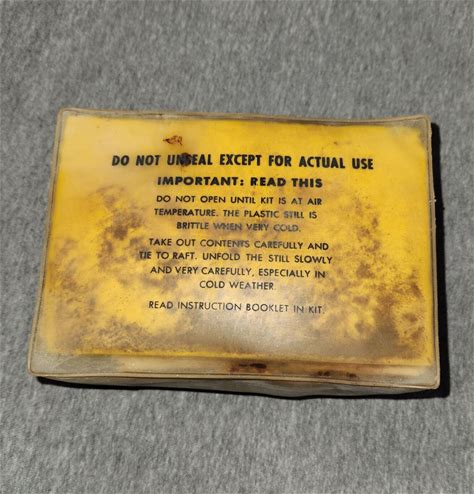 DO NOT UNSEAL EXCEPT FOR ACTUAL USE
IMPORTANT: READ THIS
DO NOT OPEN UNTIL KIT IS AT AIR
TEMPERATURE. THE PLASTIC STILL IS
BRITTLE WHEN VERY COLD.
TAKE OUT CONTENTS CAREFULLY AND
TIE TO RAFT. UNFOLD THE STILL SLOWLY
AND VERY CAREFULLY, ESPECIALLY IN
COLD WEATHER.
READ INSTRUCTION BOOKLET IN KIT.